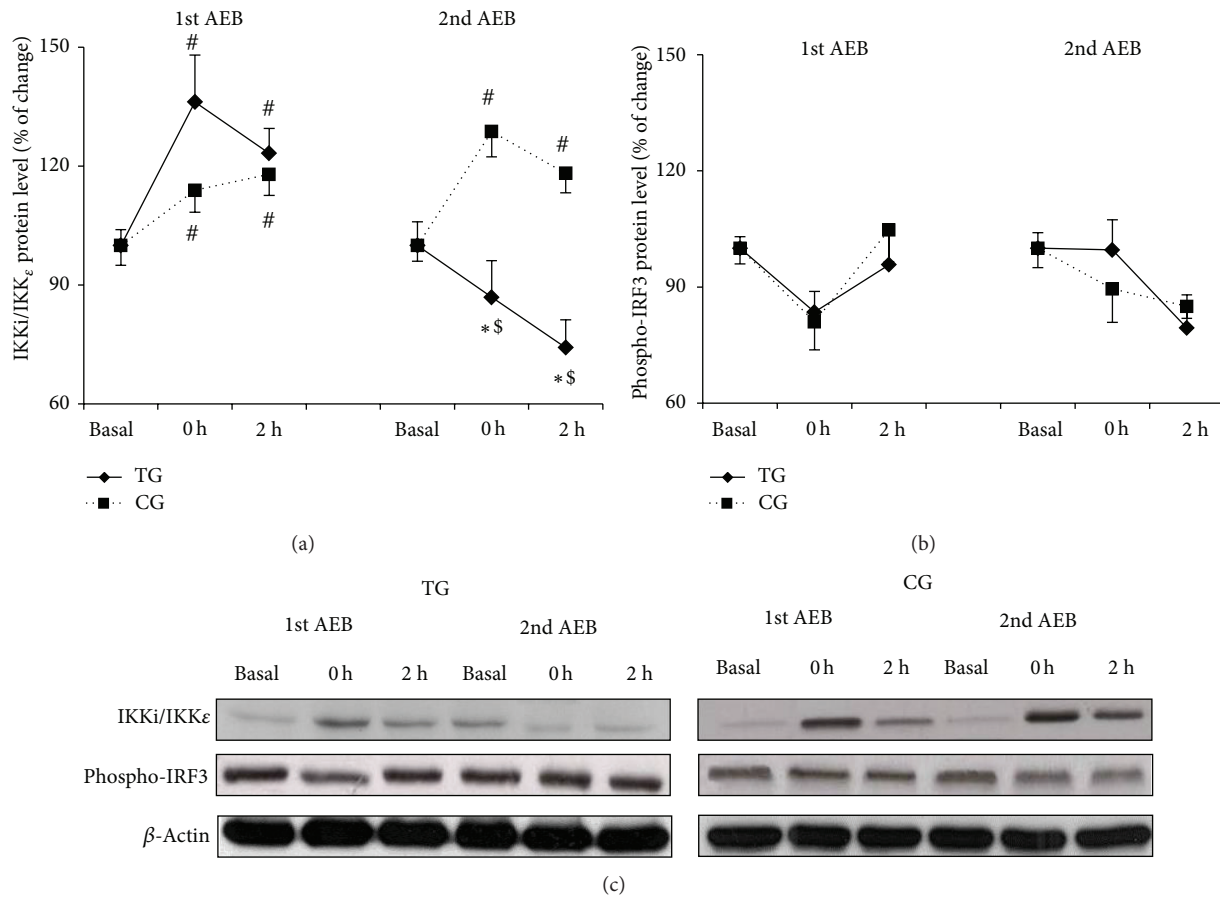 1st AEB
2nd AEB
IKKi/IKKε protein level (% of change)
150
120
90
60
#
#
#
#
#
#
*$
*$
Basal
0 h
2 h
Basal
0 h
2 h
TG
CG
(a)
1st AEB
2nd AEB
Phospho-IRF3 protein level (% of change)
150
120
90
60
Basal
0 h
2 h
Basal
0 h
2 h
TG
CG
(b)
TG
1st AEB
2nd AEB
Basal
0 h
2 h
Basal
0 h
2 h
CG
1st AEB
2nd AEB
Basal
0 h
2 h
Basal
0 h
2 h
IKKi/IKKε
Phospho-IRF3
β-Actin
(c)